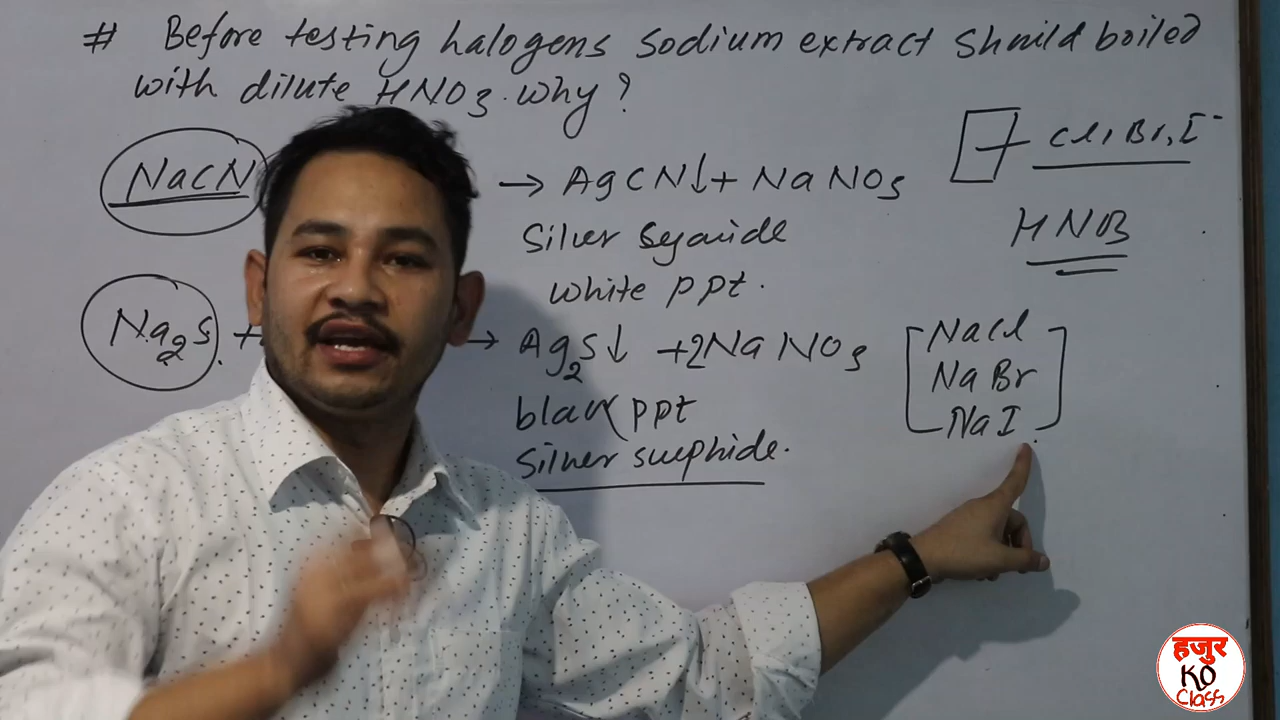 # Before testing halogens sodium extract should boiled
with dilute HNO3. why?
NaCN → AgCN↓ + NaNO3
silver syanide
white ppt.
Na2S. + → Ag2S↓ +2NaNO3
black ppt
silver sulphide.
Cl, Br, I⁻
HNO3
NaCl
NaBr
NaI
हजुर
KO
Class